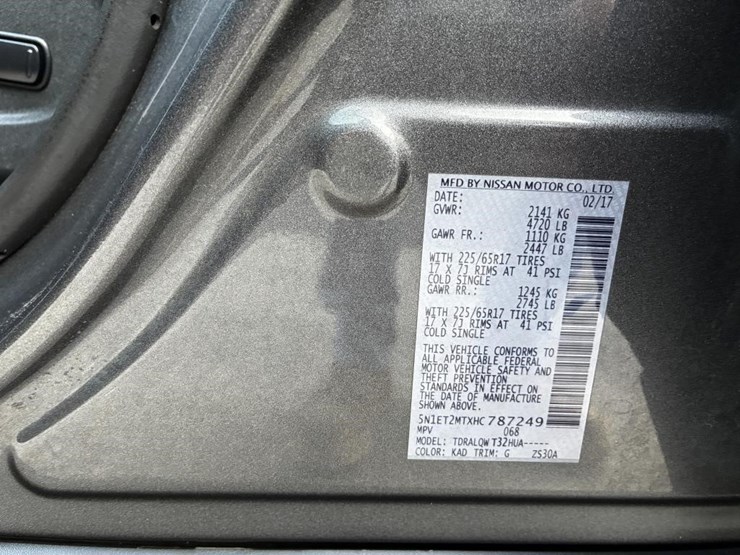 MFD BY NISSAN MOTOR CO., LTD.
DATE: 02/17
GVWR: 2141 KG
4720 LB
GAWR FR.: 1110 KG
2447 LB
WITH 225/65R17 TIRES
17 X 7J RIMS AT 41 PSI
COLD SINGLE
GAWR RR.: 1245 KG
2745 LB
WITH 225/65R17 TIRES
17 X 7J RIMS AT 41 PSI
COLD SINGLE
THIS VEHICLE CONFORMS TO
ALL APPLICABLE FEDERAL
MOTOR VEHICLE SAFETY AND
THEFT PREVENTION
STANDARDS IN EFFECT ON
THE DATE OF MANUFACTURE
SHOWN ABOVE.
5N1ET2MTXHC787249
MPV 068
MODEL: TDRALQW T32HUA-----
COLOR: KAD TRIM: G ZS30A